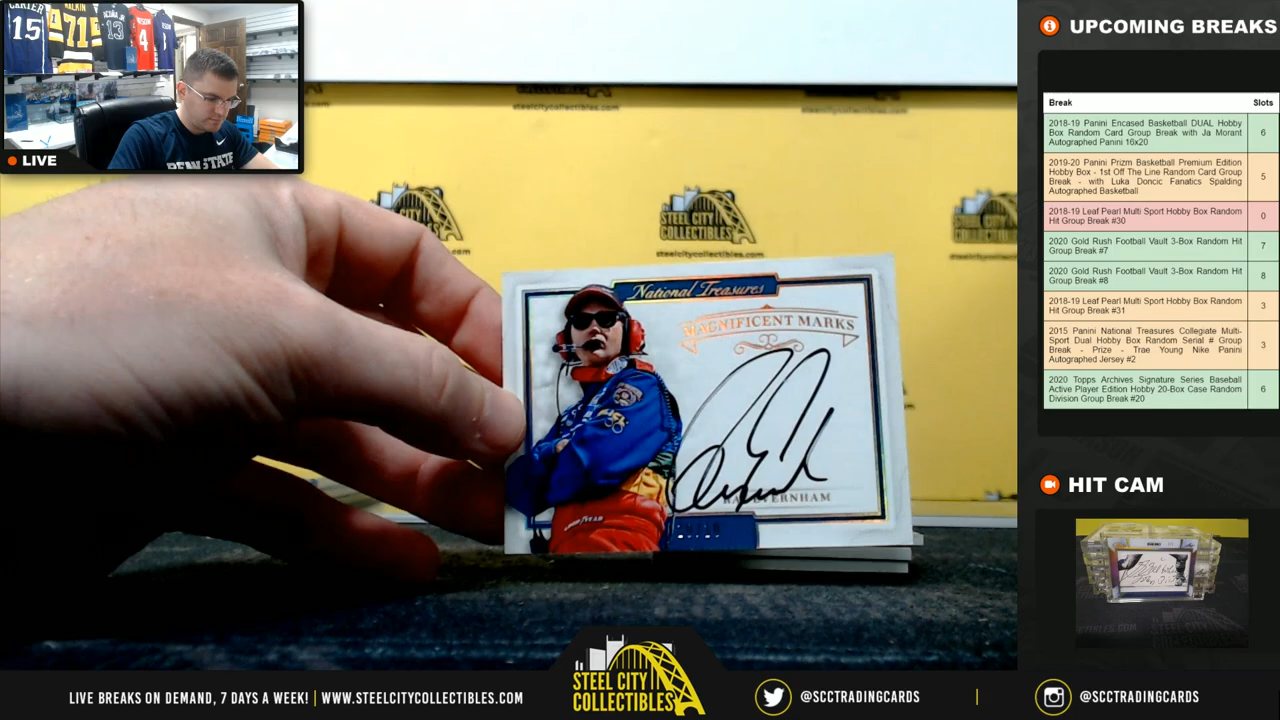 15
71
13
4
PENN STATE
LIVE
STEEL CITY
COLLECTIBLES
steelcitycollectibles.com
National Treasures
MAGNIFICENT MARKS
RAY EVERNHAM
GOODYEAR
UPCOMING BREAKS
Break Slots
2018-19 Panini Encased Basketball DUAL Hobby
Box Random Card Group Break with Ja Morant
Autographed Panini 16x20
6
2019-20 Panini Prizm Basketball Premium Edition
Hobby Box - 1st Off The Line Random Card Group
Break - with Luka Doncic Fanatics Spalding
Autographed Basketball
5
2018-19 Leaf Pearl Multi Sport Hobby Box Random
Hit Group Break #30
0
2020 Gold Rush Football Vault 3-Box Random Hit
Group Break #7
7
2020 Gold Rush Football Vault 3-Box Random Hit
Group Break #8
8
2018-19 Leaf Pearl Multi Sport Hobby Box Random
Hit Group Break #31
3
2015 Panini National Treasures Collegiate Multi-
Sport Dual Hobby Box Random Serial # Group
Break - Prize - Trae Young Nike Panini
Autographed Jersey #2
3
2020 Topps Archives Signature Series Baseball
Active Player Edition Hobby 20-Box Case Random
Division Group Break #20
6
HIT CAM
LIVE BREAKS ON DEMAND, 7 DAYS A WEEK! | WWW.STEELCITYCOLLECTIBLES.COM
STEEL CITY
COLLECTIBLES
@SCCTRADINGCARDS | @SCCTRADINGCARDS